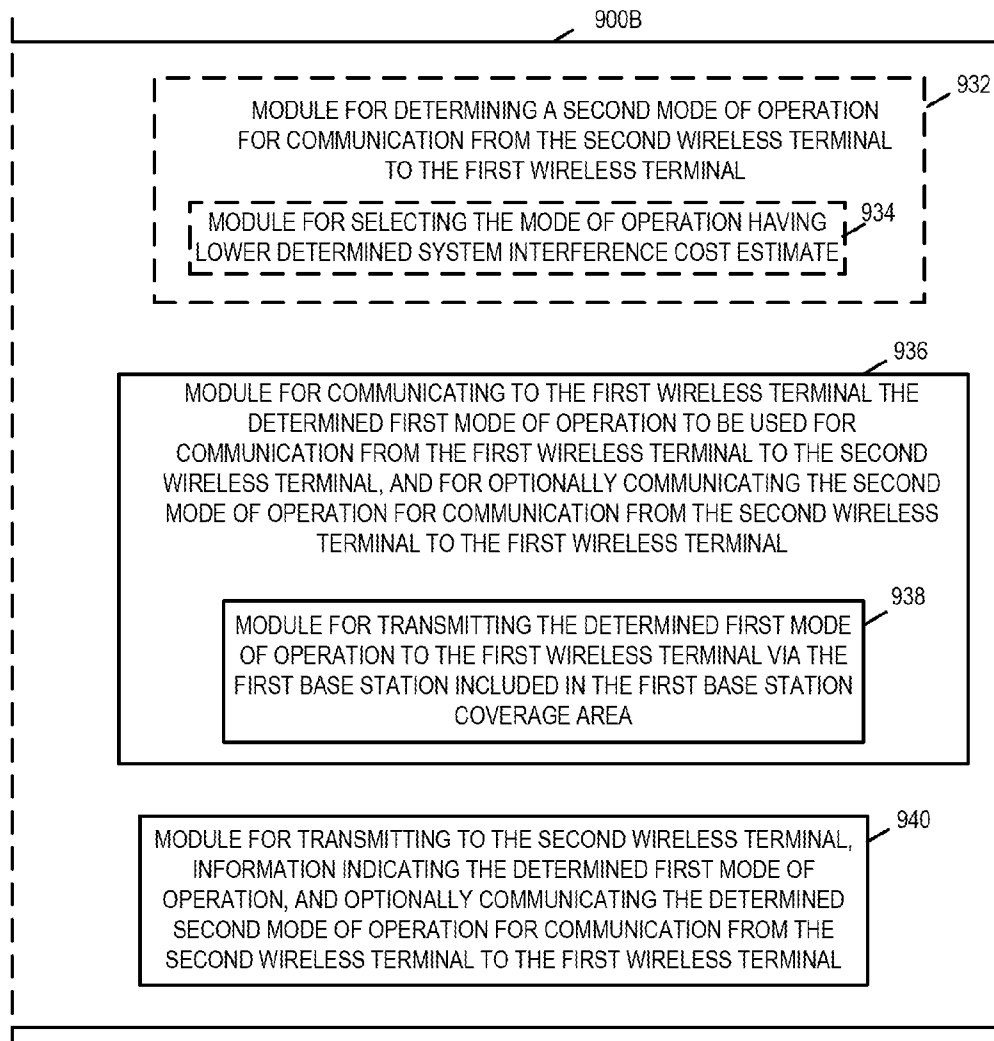 900B
932
MODULE FOR DETERMINING A SECOND MODE OF OPERATION
FOR COMMUNICATION FROM THE SECOND WIRELESS TERMINAL
TO THE FIRST WIRELESS TERMINAL
934
MODULE FOR SELECTING THE MODE OF OPERATION HAVING
LOWER DETERMINED SYSTEM INTERFERENCE COST ESTIMATE
936
MODULE FOR COMMUNICATING TO THE FIRST WIRELESS TERMINAL THE
DETERMINED FIRST MODE OF OPERATION TO BE USED FOR
COMMUNICATION FROM THE FIRST WIRELESS TERMINAL TO THE SECOND
WIRELESS TERMINAL, AND FOR OPTIONALLY COMMUNICATING THE SECOND
MODE OF OPERATION FOR COMMUNICATION FROM THE SECOND WIRELESS
TERMINAL TO THE FIRST WIRELESS TERMINAL
938
MODULE FOR TRANSMITTING THE DETERMINED FIRST MODE
OF OPERATION TO THE FIRST WIRELESS TERMINAL VIA THE
FIRST BASE STATION INCLUDED IN THE FIRST BASE STATION
COVERAGE AREA
940
MODULE FOR TRANSMITTING TO THE SECOND WIRELESS TERMINAL,
INFORMATION INDICATING THE DETERMINED FIRST MODE OF
OPERATION, AND OPTIONALLY COMMUNICATING THE DETERMINED
SECOND MODE OF OPERATION FOR COMMUNICATION FROM THE
SECOND WIRELESS TERMINAL TO THE FIRST WIRELESS TERMINAL